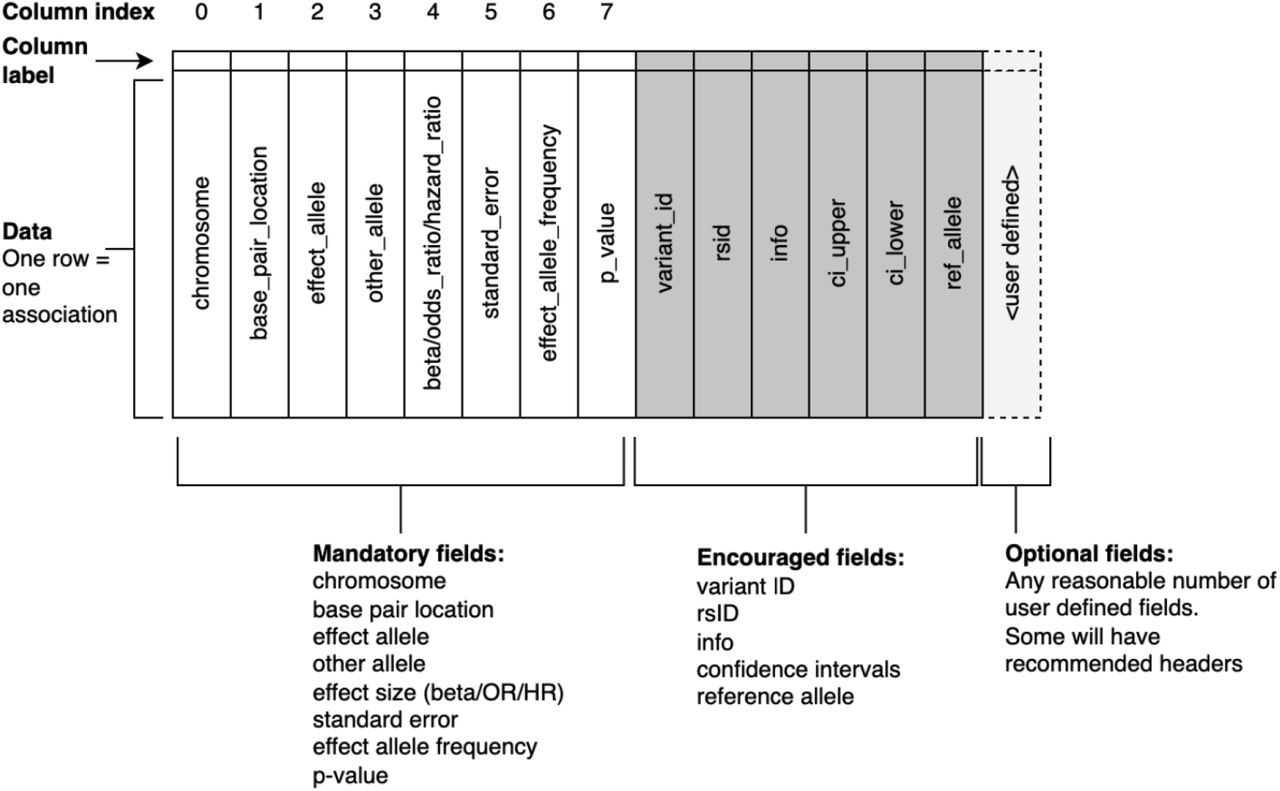 Column index 0 1 2 3 4 5 6 7
Column
label
Data
One row =
one
association
chromosome
base_pair_location
effect_allele
other_allele
beta/odds_ratio/hazard_ratio
standard_error
effect_allele_frequency
p_value
variant_id
rsid
info
ci_upper
ci_lower
ref_allele
<user defined>
Mandatory fields:
chromosome
base pair location
effect allele
other allele
effect size (beta/OR/HR)
standard error
effect allele frequency
p-value
Encouraged fields:
variant ID
rsID
info
confidence intervals
reference allele
Optional fields:
Any reasonable number of
user defined fields.
Some will have
recommended headers